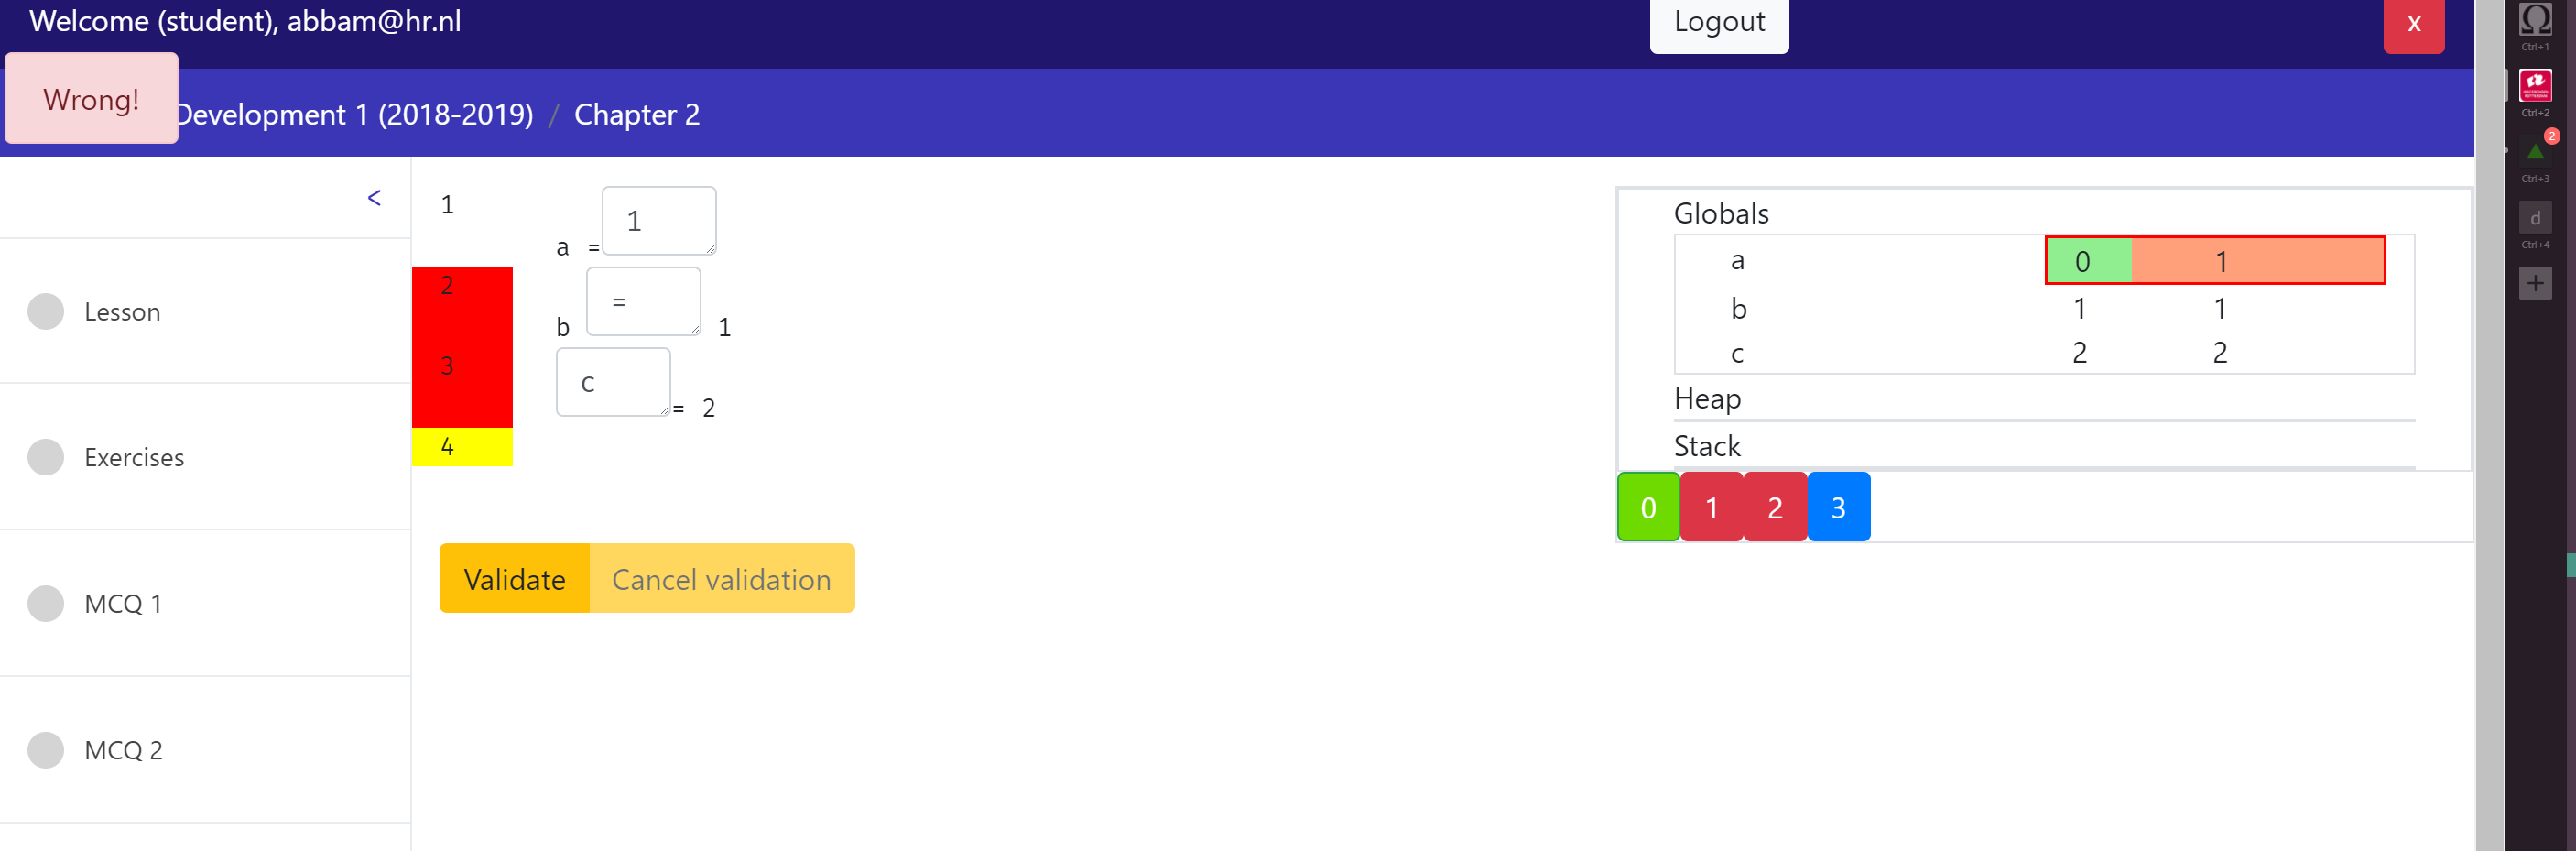 Welcome (student), abbam@hr.nl
Logout
x
Wrong!
Development 1 (2018-2019) / Chapter 2
<
Lesson
Exercises
MCQ 1
MCQ 2
1
a = 1
2
b = 1
3
c = 2
4
Validate
Cancel validation
Globals
a 0 1
b 1 1
c 2 2
Heap
Stack
0 1 2 3
Ctrl+1
Ctrl+2
2
Ctrl+3
d
Ctrl+4
+